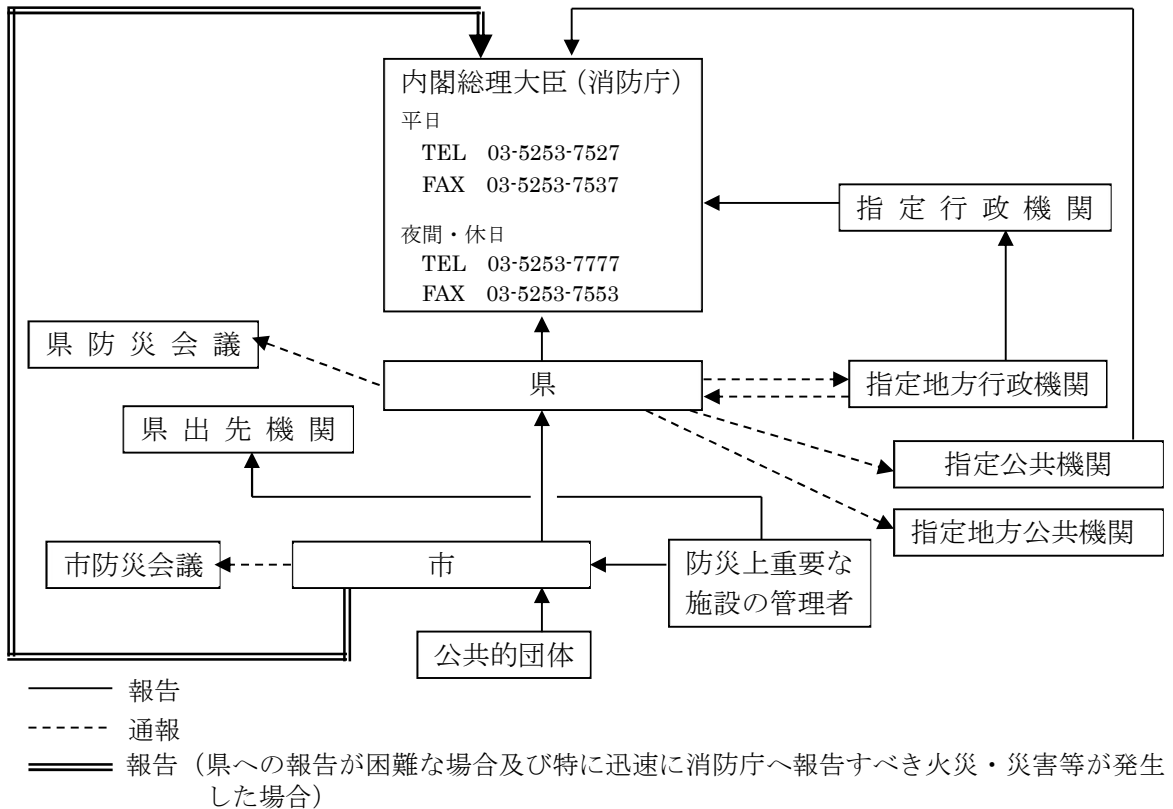 内閣総理大臣（消防庁）
平日
TEL 03-5253-7527
FAX 03-5253-7537
夜間・休日
TEL 03-5253-7777
FAX 03-5253-7553
指定行政機関
県防災会議
県
指定地方行政機関
県出先機関
指定公共機関
指定地方公共機関
市防災会議
市
防災上重要な
施設の管理者
公共的団体
報告
通報
報告（県への報告が困難な場合及び特に迅速に消防庁へ報告すべき火災・災害等が発生
した場合）